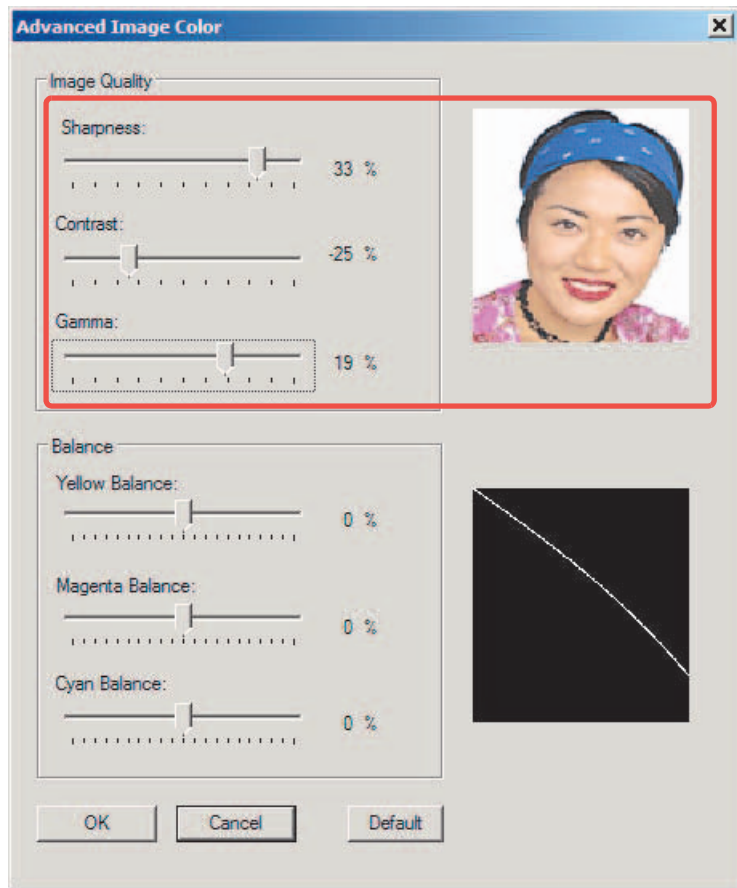 Advanced Image Color
Image Quality
Sharpness:
33 %
Contrast:
-25 %
Gamma:
19 %
Balance
Yellow Balance:
0 %
Magenta Balance:
0 %
Cyan Balance:
0 %
OK Cancel Default